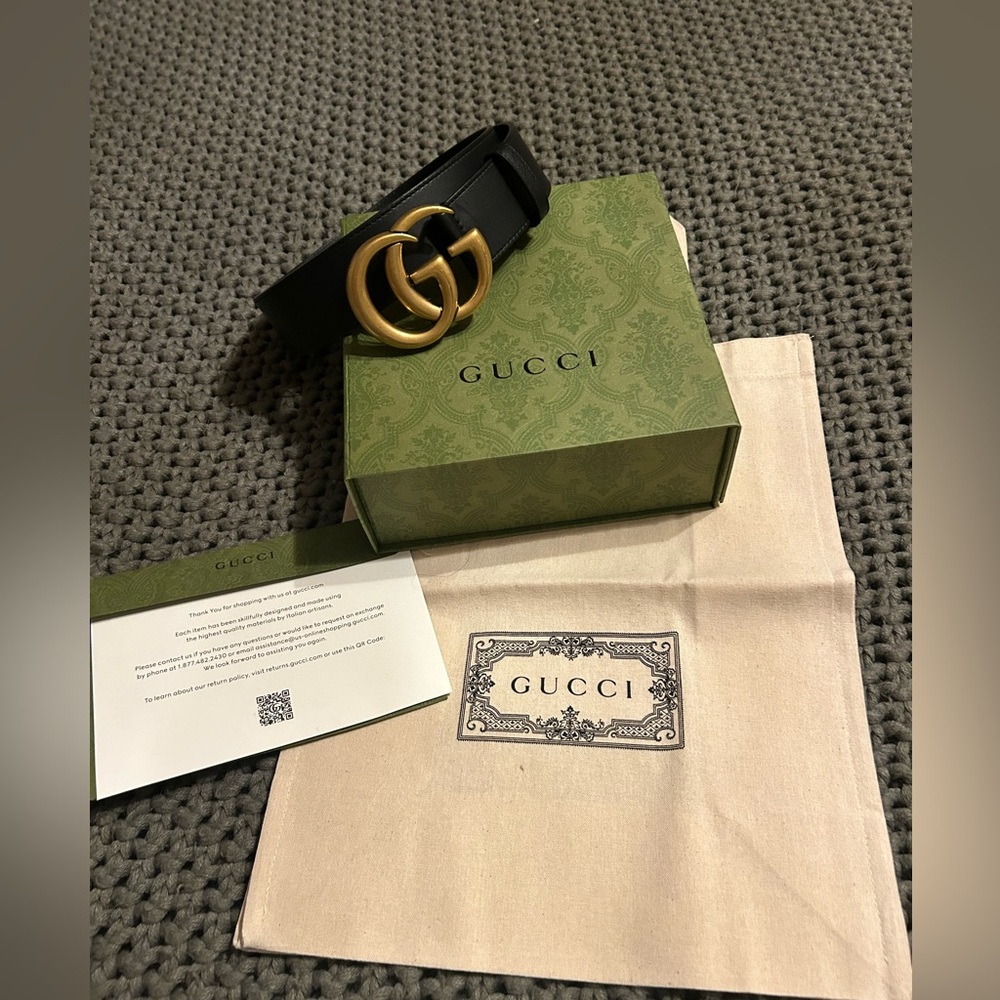 GUCCI
GUCCI
Thank You for shopping with us at gucci.com
Each item has been skillfully designed and made using
the highest quality materials by Italian artisans.
Please contact us if you have any questions or would like to request an exchange
by phone at 1.877.482.2430 or email assistance@us-onlineshopping.gucci.com.
We look forward to assisting you again.
To learn about our return policy, visit returns.gucci.com or use this QR Code:
GUCCI